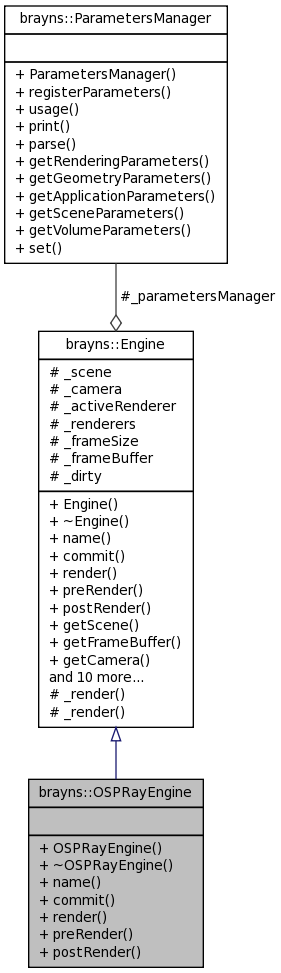 brayns::ParametersManager
+ ParametersManager()
+ registerParameters()
+ usage()
+ print()
+ parse()
+ getRenderingParameters()
+ getGeometryParameters()
+ getApplicationParameters()
+ getSceneParameters()
+ getVolumeParameters()
+ set()
#_parametersManager
brayns::Engine
# _scene
# _camera
# _activeRenderer
# _renderers
# _frameSize
# _frameBuffer
# _dirty
+ Engine()
+ ~Engine()
+ name()
+ commit()
+ render()
+ preRender()
+ postRender()
+ getScene()
+ getFrameBuffer()
+ getCamera()
and 10 more...
# _render()
# _render()
brayns::OSPRayEngine
+ OSPRayEngine()
+ ~OSPRayEngine()
+ name()
+ commit()
+ render()
+ preRender()
+ postRender()